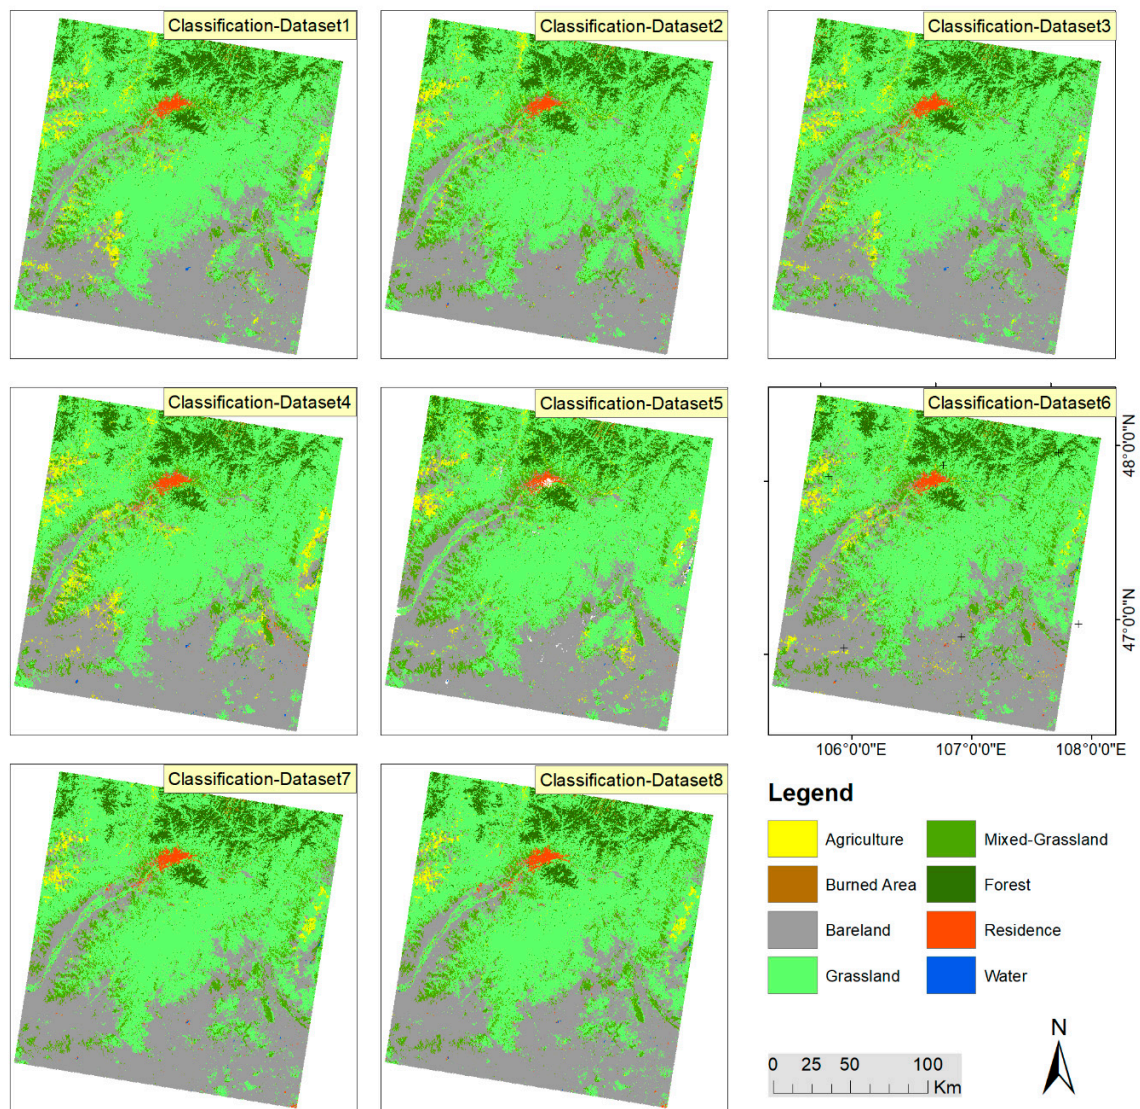 Classification-Dataset1
Classification-Dataset2
Classification-Dataset3
Classification-Dataset4
Classification-Dataset5
Classification-Dataset6
48°0'0"N
47°0'0"N
106°0'0"E
107°0'0"E
108°0'0"E
Classification-Dataset7
Classification-Dataset8
Legend
Agriculture
Mixed-Grassland
Burned Area
Forest
Bareland
Residence
Grassland
Water
0 25 50 100
Km
N